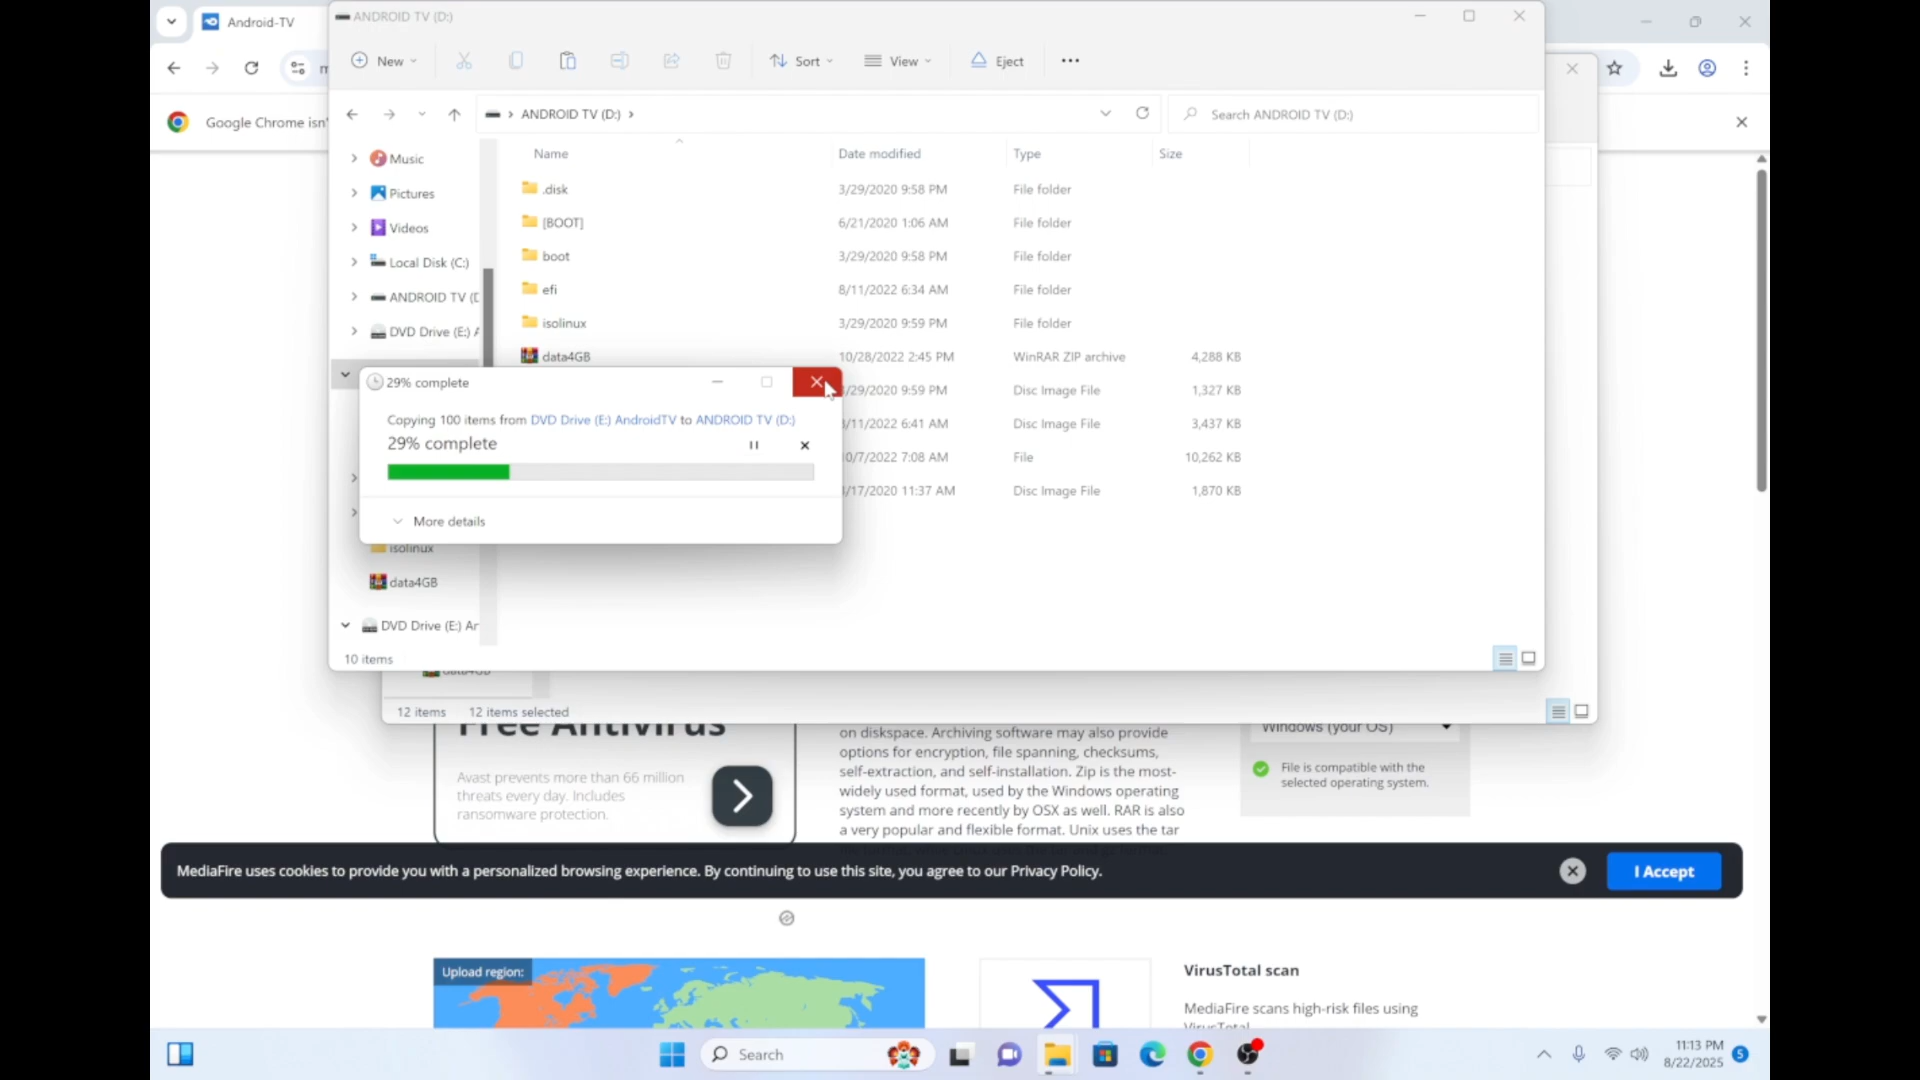 Android-TV
ANDROID TV (D:)
New
Sort
View
Eject
ANDROID TV (D:)
Search ANDROID TV (D:)
Google Chrome isn'
Music
Pictures
Videos
Local Disk (C:)
ANDROID TV (D
DVD Drive (E:) A
isolinux
data4GB
DVD Drive (E:) An
Name Date modified Type Size
.disk 3/29/2020 9:58 PM File folder
[BOOT] 6/21/2020 1:06 AM File folder
boot 3/29/2020 9:58 PM File folder
efi 8/11/2022 6:34 AM File folder
isolinux 3/29/2020 9:59 PM File folder
data4GB 10/28/2022 2:45 PM WinRAR ZIP archive 4,288 KB
/29/2020 9:59 PM Disc Image File 1,327 KB
/11/2022 6:41 AM Disc Image File 3,437 KB
0/7/2022 7:08 AM File 10,262 KB
/17/2020 11:37 AM Disc Image File 1,870 KB
29% complete
Copying 100 items from DVD Drive (E:) AndroidTV to ANDROID TV (D:)
29% complete
More details
10 items
12 items 12 items selected
Free Antivirus
Avast prevents more than 66 million
threats every day. Includes
ransomware protection.
on diskspace. Archiving software may also provide
options for encryption, file spanning, checksums,
self-extraction, and self-installation. Zip is the most-
widely used format, used by the Windows operating
system and more recently by OSX as well. RAR is also
a very popular and flexible format. Unix uses the tar
Windows (your OS)
File is compatible with the
selected operating system.
MediaFire uses cookies to provide you with a personalized browsing experience. By continuing to use this site, you agree to our Privacy Policy.
I Accept
Upload region:
VirusTotal scan
MediaFire scans high-risk files using
VirusTotal
Search
11:13 PM
8/22/2025
5